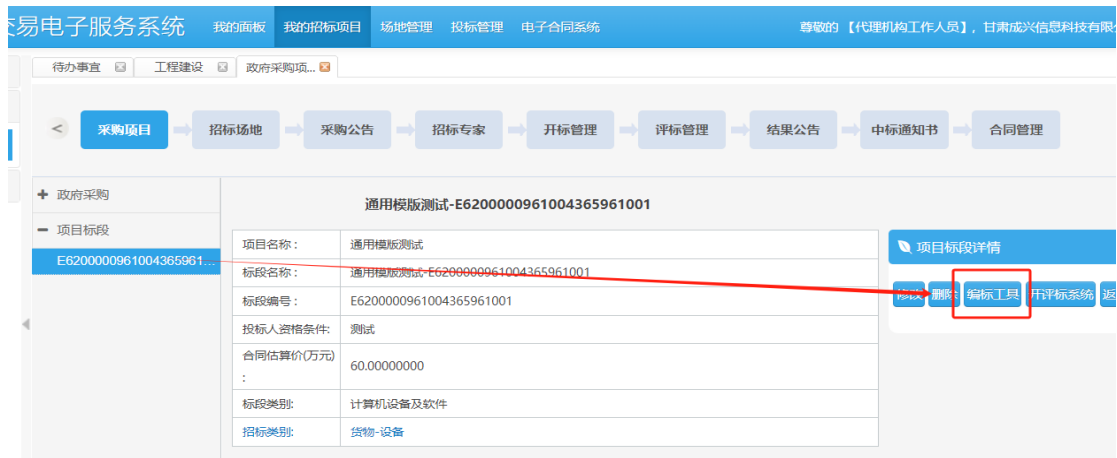 交易电子服务系统 我的面板 我的招标项目 场地管理 投标管理 电子合同系统 尊敬的 【代理机构工作人员】, 甘肃成兴信息科技有限公
待办事宜 工程建设 政府采购项...
< 采购项目 招标场地 采购公告 招标专家 开标管理 评标管理 结果公告 中标通知书 合同管理
政府采购
项目标段
E6200000961004365961...
通用模版测试-E6200000961004365961001
项目名称： 通用模版测试
标段名称： 通用模版测试-E6200000961004365961001
标段编号： E6200000961004365961001
投标人资格条件: 测试
合同估算价(万元)
: 60.00000000
标段类别: 计算机设备及软件
招标类别: 货物-设备
项目标段详情
修改 删除 编标工具 开评标系统 返